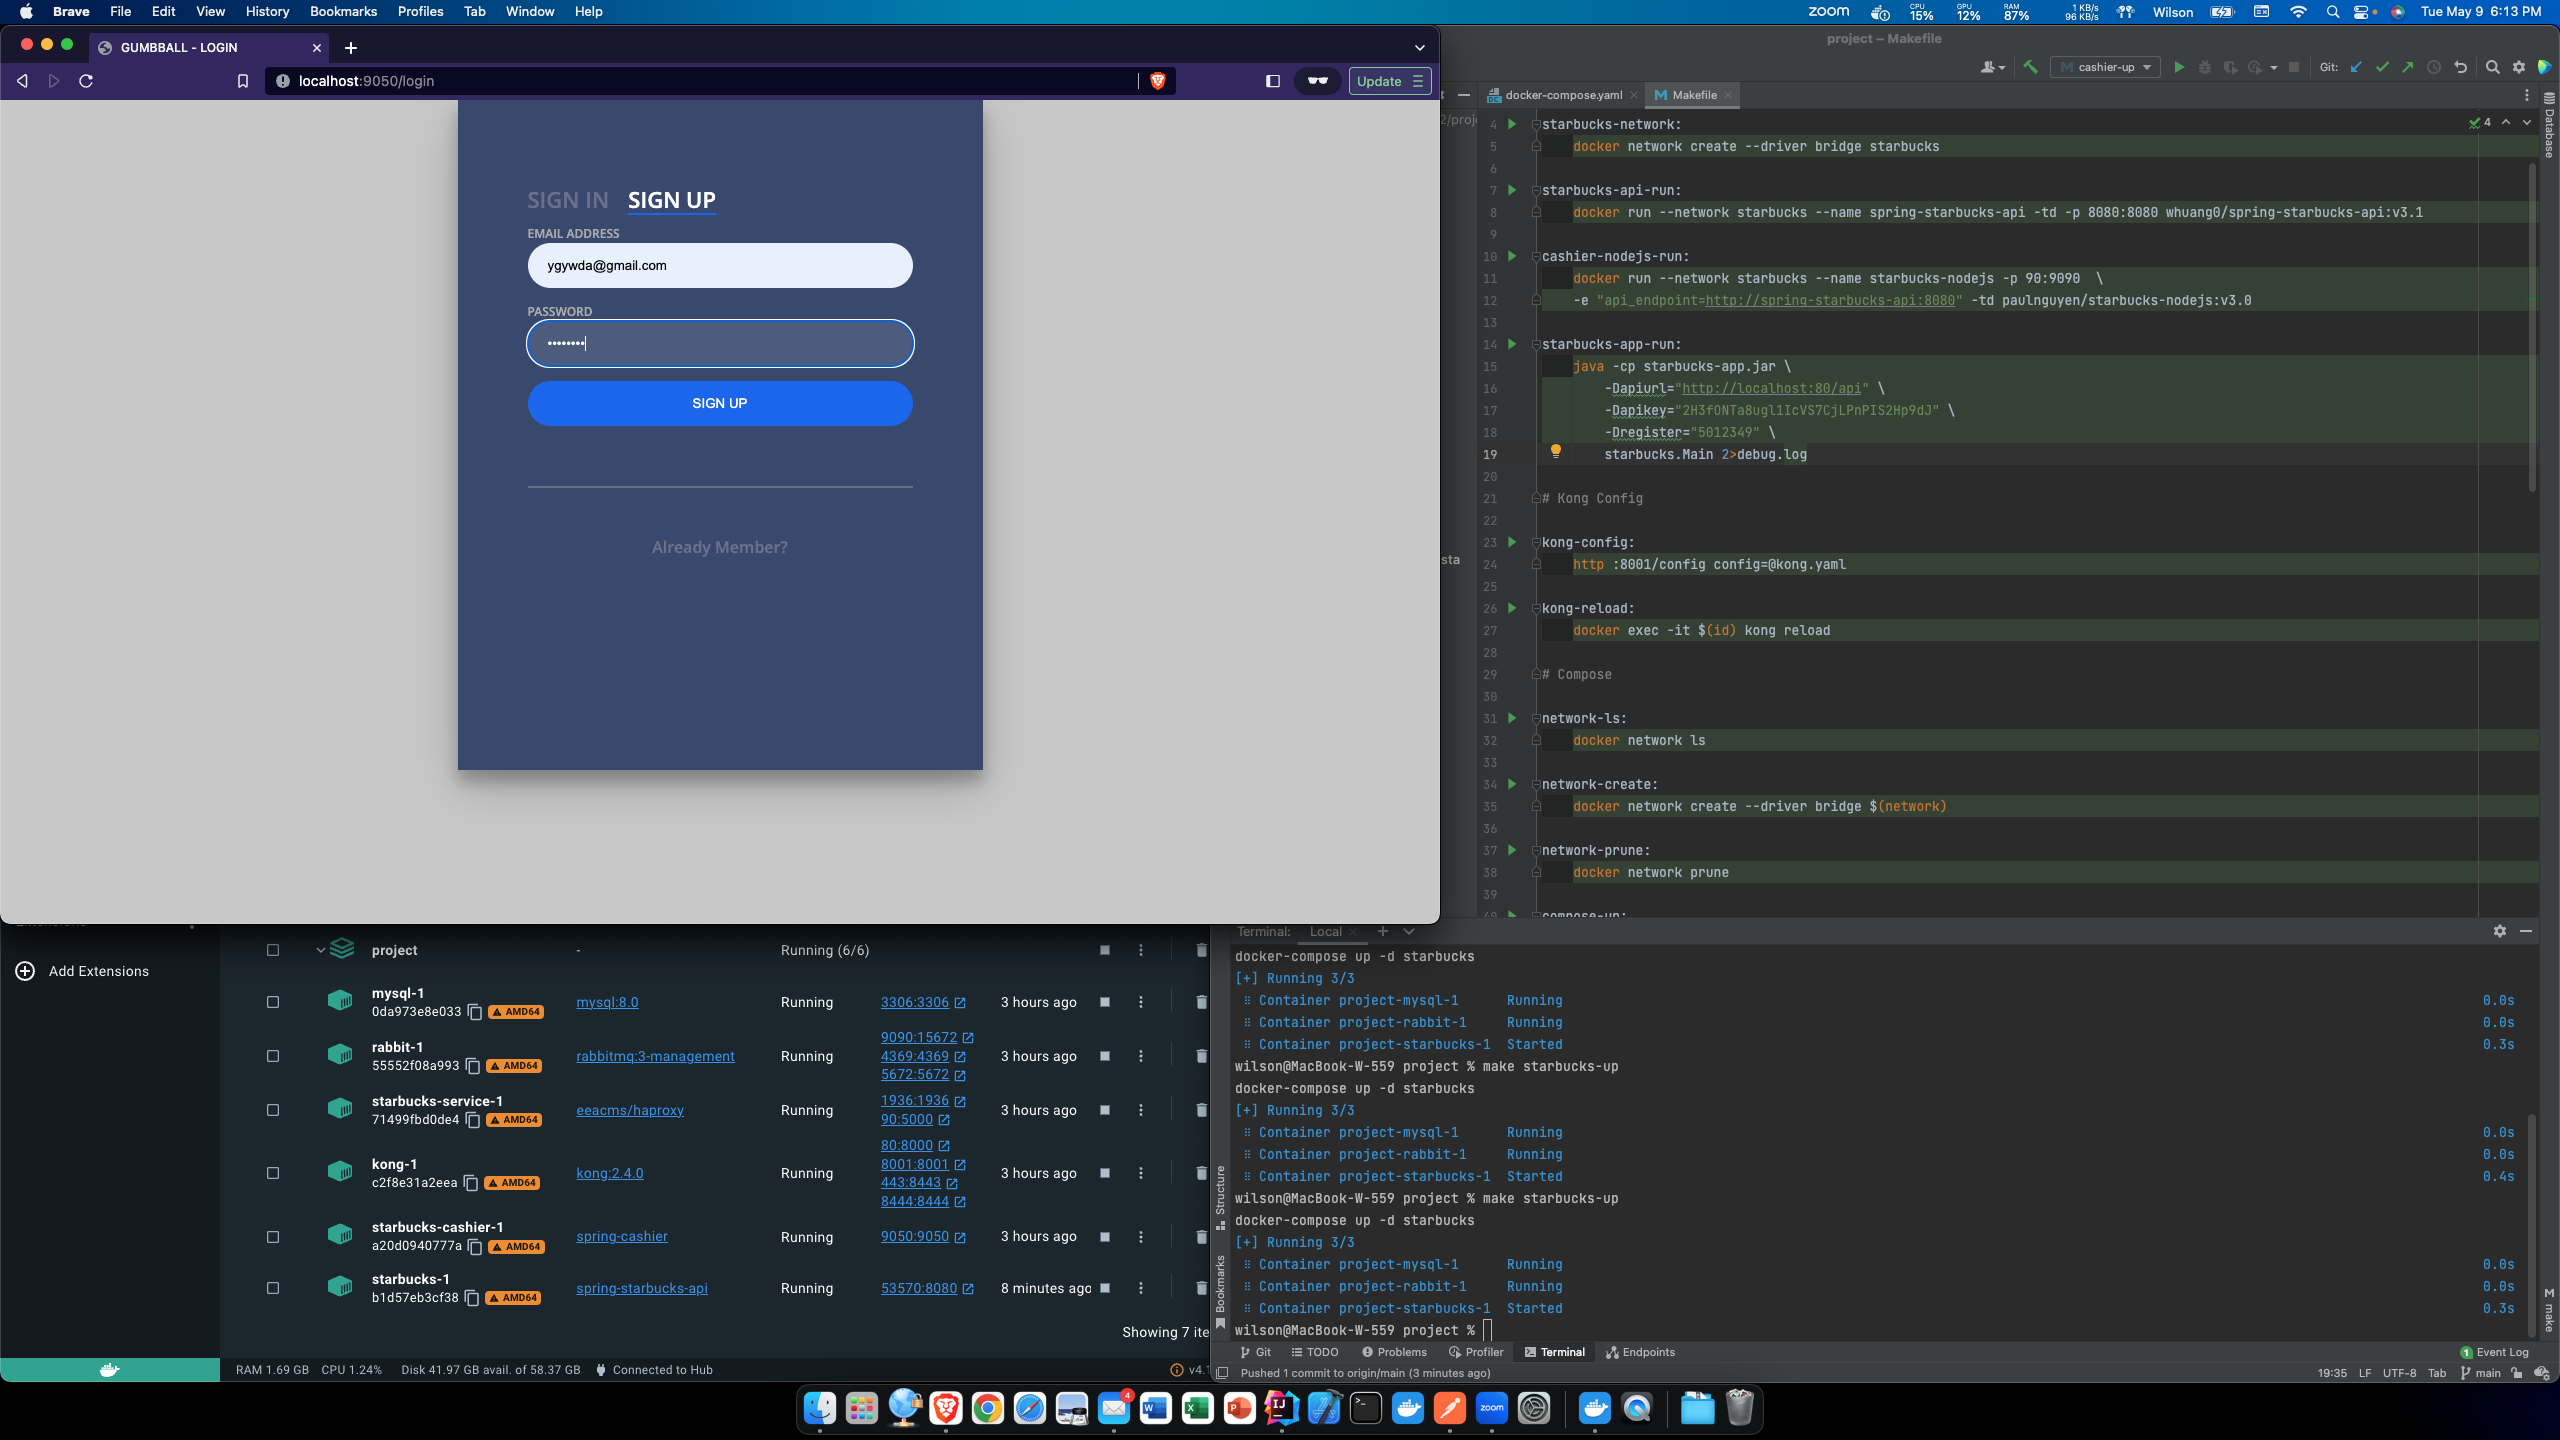 Brave File Edit View History Bookmarks Profiles Tab Window Help
zoom CPU 15% GPU 12% RAM 87% 1 KB/s 96 KB/s Wilson Tue May 9 6:13 PM
GUMBBALL - LOGIN
localhost:9050/login
Update
SIGN IN SIGN UP
EMAIL ADDRESS
ygywda@gmail.com
PASSWORD
••••••••
SIGN UP
Already Member?
project – Makefile
cashier-up Git:
docker-compose.yaml Makefile
Database
4
4 starbucks-network:
5 docker network create --driver bridge starbucks
6
7 starbucks-api-run:
8 docker run --network starbucks --name spring-starbucks-api -td -p 8080:8080 whuang0/spring-starbucks-api:v3.1
9
10 cashier-nodejs-run:
11 docker run --network starbucks --name starbucks-nodejs -p 90:9090 \
12 -e "api_endpoint=http://spring-starbucks-api:8080" -td paulnguyen/starbucks-nodejs:v3.0
13
14 starbucks-app-run:
15 java -cp starbucks-app.jar \
16 -Dapiurl="http://localhost:80/api" \
17 -Dapikey="2H3fONTa8ugl1IcVS7CjLPnPIS2Hp9dJ" \
18 -Dregister="5012349" \
19 starbucks.Main 2>debug.log
20
21 # Kong Config
22
23 kong-config:
24 http :8001/config config=@kong.yaml
25
26 kong-reload:
27 docker exec -it $(id) kong reload
28
29 # Compose
30
31 network-ls:
32 docker network ls
33
34 network-create:
35 docker network create --driver bridge $(network)
36
37 network-prune:
38 docker network prune
39
40 compose-up:
Add Extensions
project - Running (6/6)
mysql-1 0da973e8e033 AMD64 mysql:8.0 Running 3306:3306 3 hours ago
rabbit-1 55552f08a993 AMD64 rabbitmq:3-management Running 9090:15672 4369:4369 5672:5672 3 hours ago
starbucks-service-1 71499fbd0de4 AMD64 eeacms/haproxy Running 1936:1936 90:5000 3 hours ago
kong-1 c2f8e31a2eea AMD64 kong:2.4.0 Running 80:8000 8001:8001 443:8443 8444:8444 3 hours ago
starbucks-cashier-1 a20d0940777a AMD64 spring-cashier Running 9050:9050 3 hours ago
starbucks-1 b1d57eb3cf38 AMD64 spring-starbucks-api Running 53570:8080 8 minutes ago
Showing 7 ite
RAM 1.69 GB CPU 1.24% Disk 41.97 GB avail. of 58.37 GB Connected to Hub
Terminal: Local
docker-compose up -d starbucks
[+] Running 3/3
Container project-mysql-1 Running 0.0s
Container project-rabbit-1 Running 0.0s
Container project-starbucks-1 Started 0.3s
wilson@MacBook-W-559 project % make starbucks-up
docker-compose up -d starbucks
[+] Running 3/3
Container project-mysql-1 Running 0.0s
Container project-rabbit-1 Running 0.0s
Container project-starbucks-1 Started 0.4s
wilson@MacBook-W-559 project % make starbucks-up
docker-compose up -d starbucks
[+] Running 3/3
Container project-mysql-1 Running 0.0s
Container project-rabbit-1 Running 0.0s
Container project-starbucks-1 Started 0.3s
wilson@MacBook-W-559 project %
Structure
Bookmarks
make
Git TODO Problems Profiler Terminal Endpoints 1 Event Log
Pushed 1 commit to origin/main (3 minutes ago) 19:35 LF UTF-8 Tab main
4
zoom